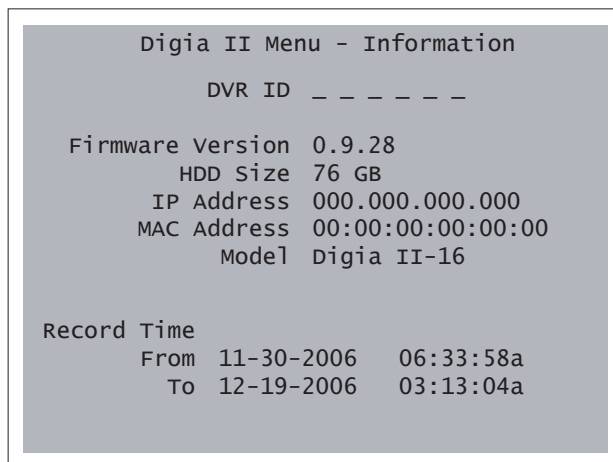 Digia II Menu - Information
DVR ID _ _ _ _ _ _
Firmware Version 0.9.28
HDD Size 76 GB
IP Address 000.000.000.000
MAC Address 00:00:00:00:00:00
Model Digia II-16
Record Time
From 11-30-2006 06:33:58a
To 12-19-2006 03:13:04a